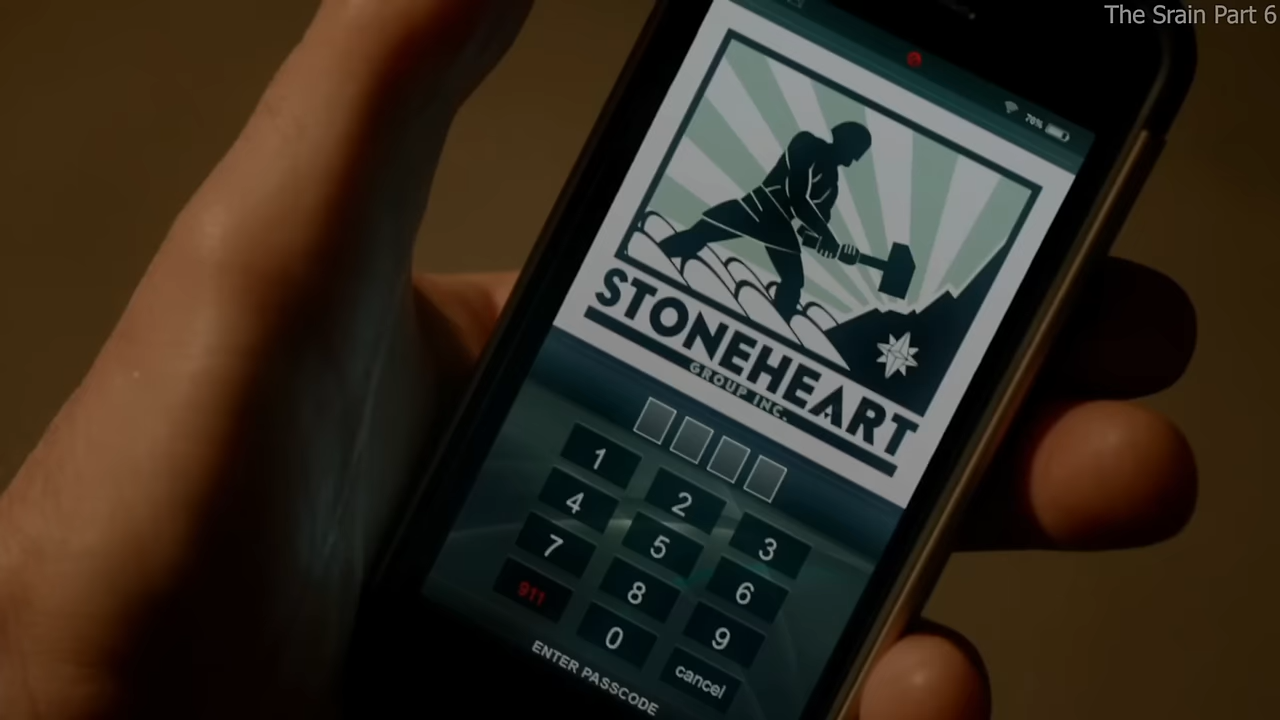 The Srain Part 6
70%
STONEHEART
GROUP INC.
1
2
3
4
5
6
7
8
9
911
0
cancel
ENTER PASSCODE